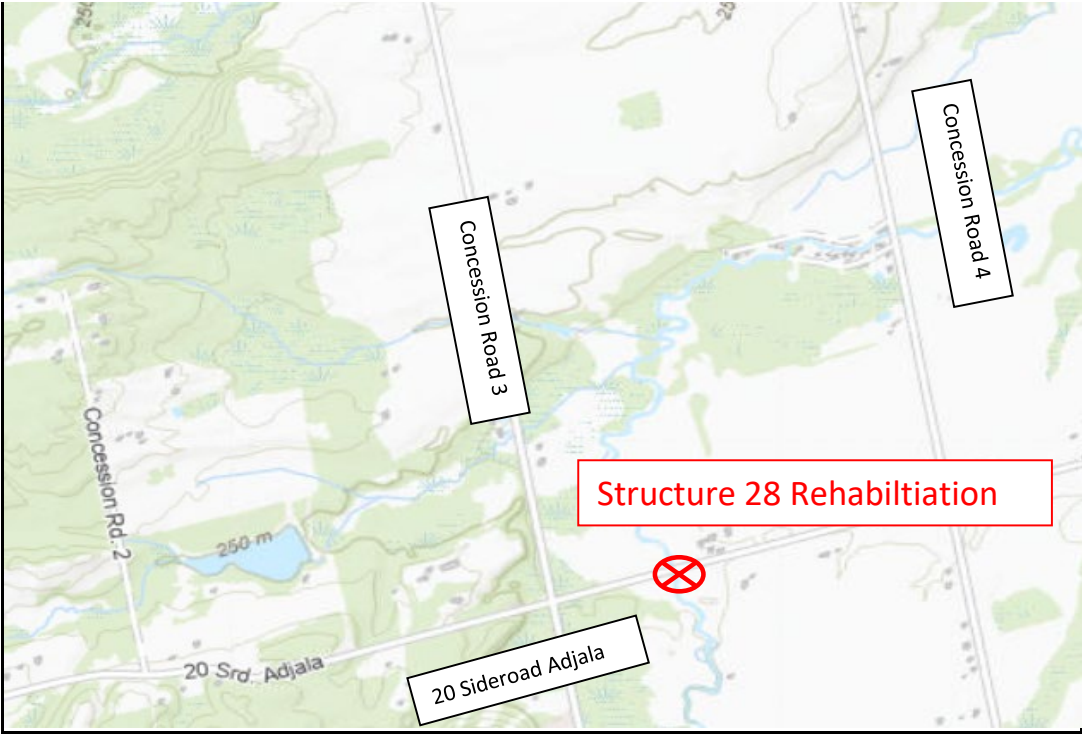 Concession Road 4
Concession Road 3
Concession Rd. 2
Structure 28 Rehabiltiation
250 m
20 Srd. Adjala
20 Sideroad Adjala